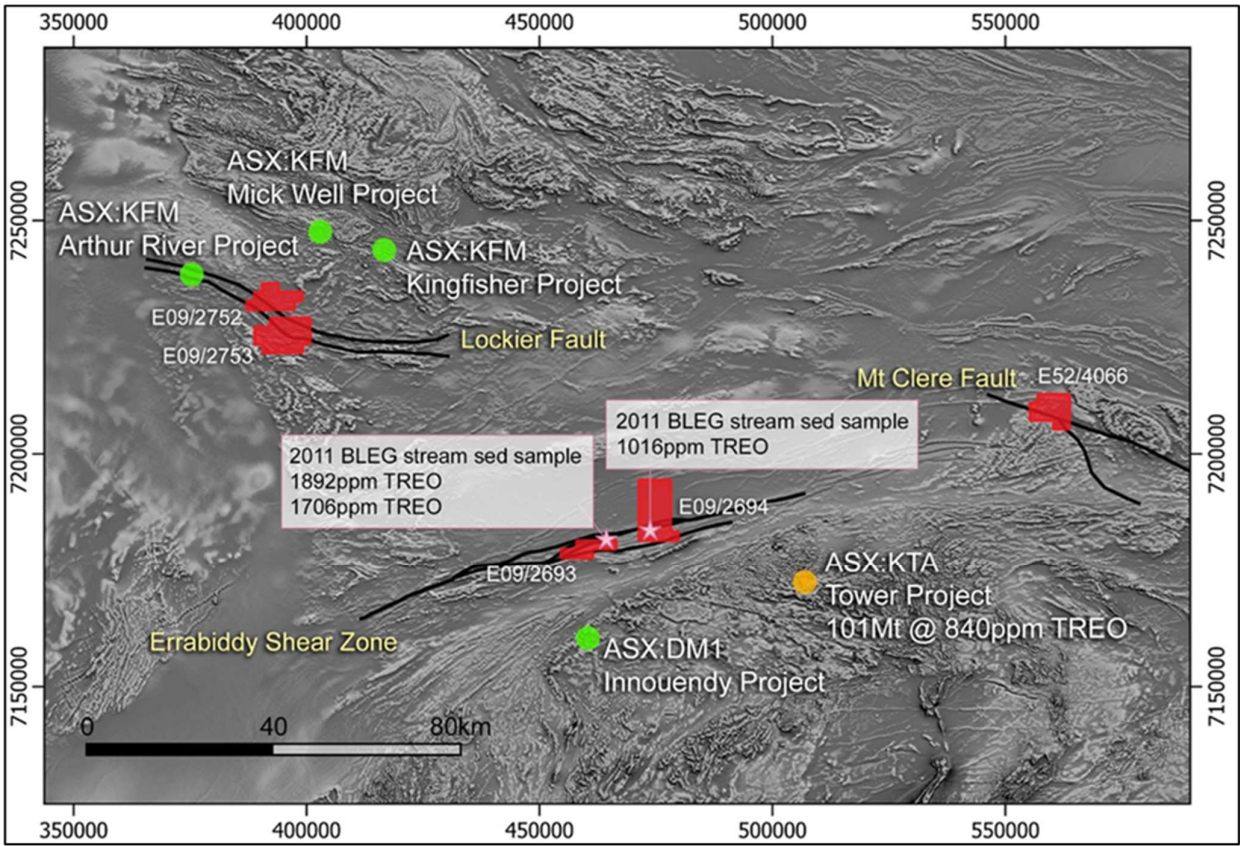 350000
400000
450000
500000
550000
7250000
7200000
7150000
7250000
7200000
7150000
ASX:KFM
Mick Well Project
ASX:KFM
Arthur River Project
ASX:KFM
Kingfisher Project
E09/2752
E09/2753
Lockier Fault
Mt Clere Fault
E52/4066
2011 BLEG stream sed sample
1016ppm TREO
2011 BLEG stream sed sample
1892ppm TREO
1706ppm TREO
E09/2694
E09/2693
ASX:KTA
Tower Project
101Mt @ 840ppm TREO
Errabiddy Shear Zone
ASX:DM1
Innouendy Project
0 40 80km
350000
400000
450000
500000
550000